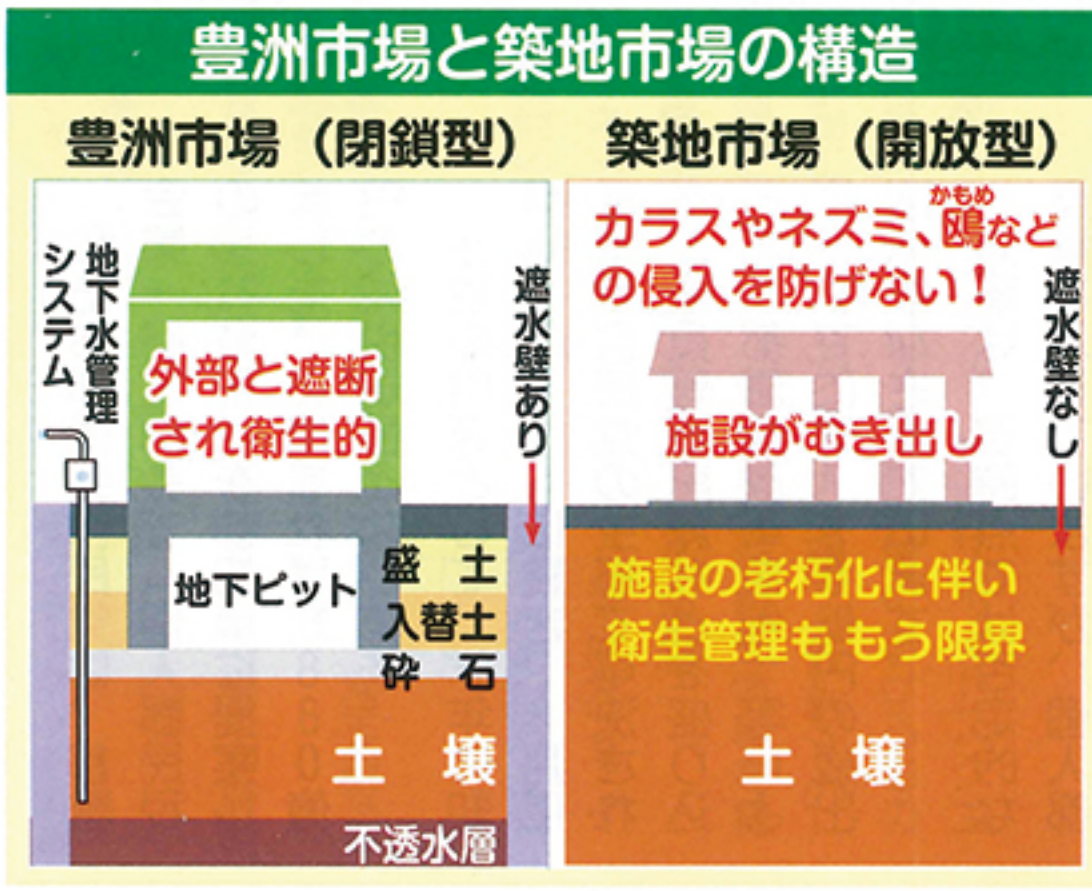 豊洲市場と築地市場の構造
豊洲市場（閉鎖型）
地下水管理
システム
外部と遮断
され衛生的
遮水壁あり
地下ピット
盛土
入替土
砕石
土壌
不透水層
築地市場（開放型）
かもめ
カラスやネズミ、鴎など
の侵入を防げない！
遮水壁なし
施設がむき出し
施設の老朽化に伴い
衛生管理も もう限界
土壌